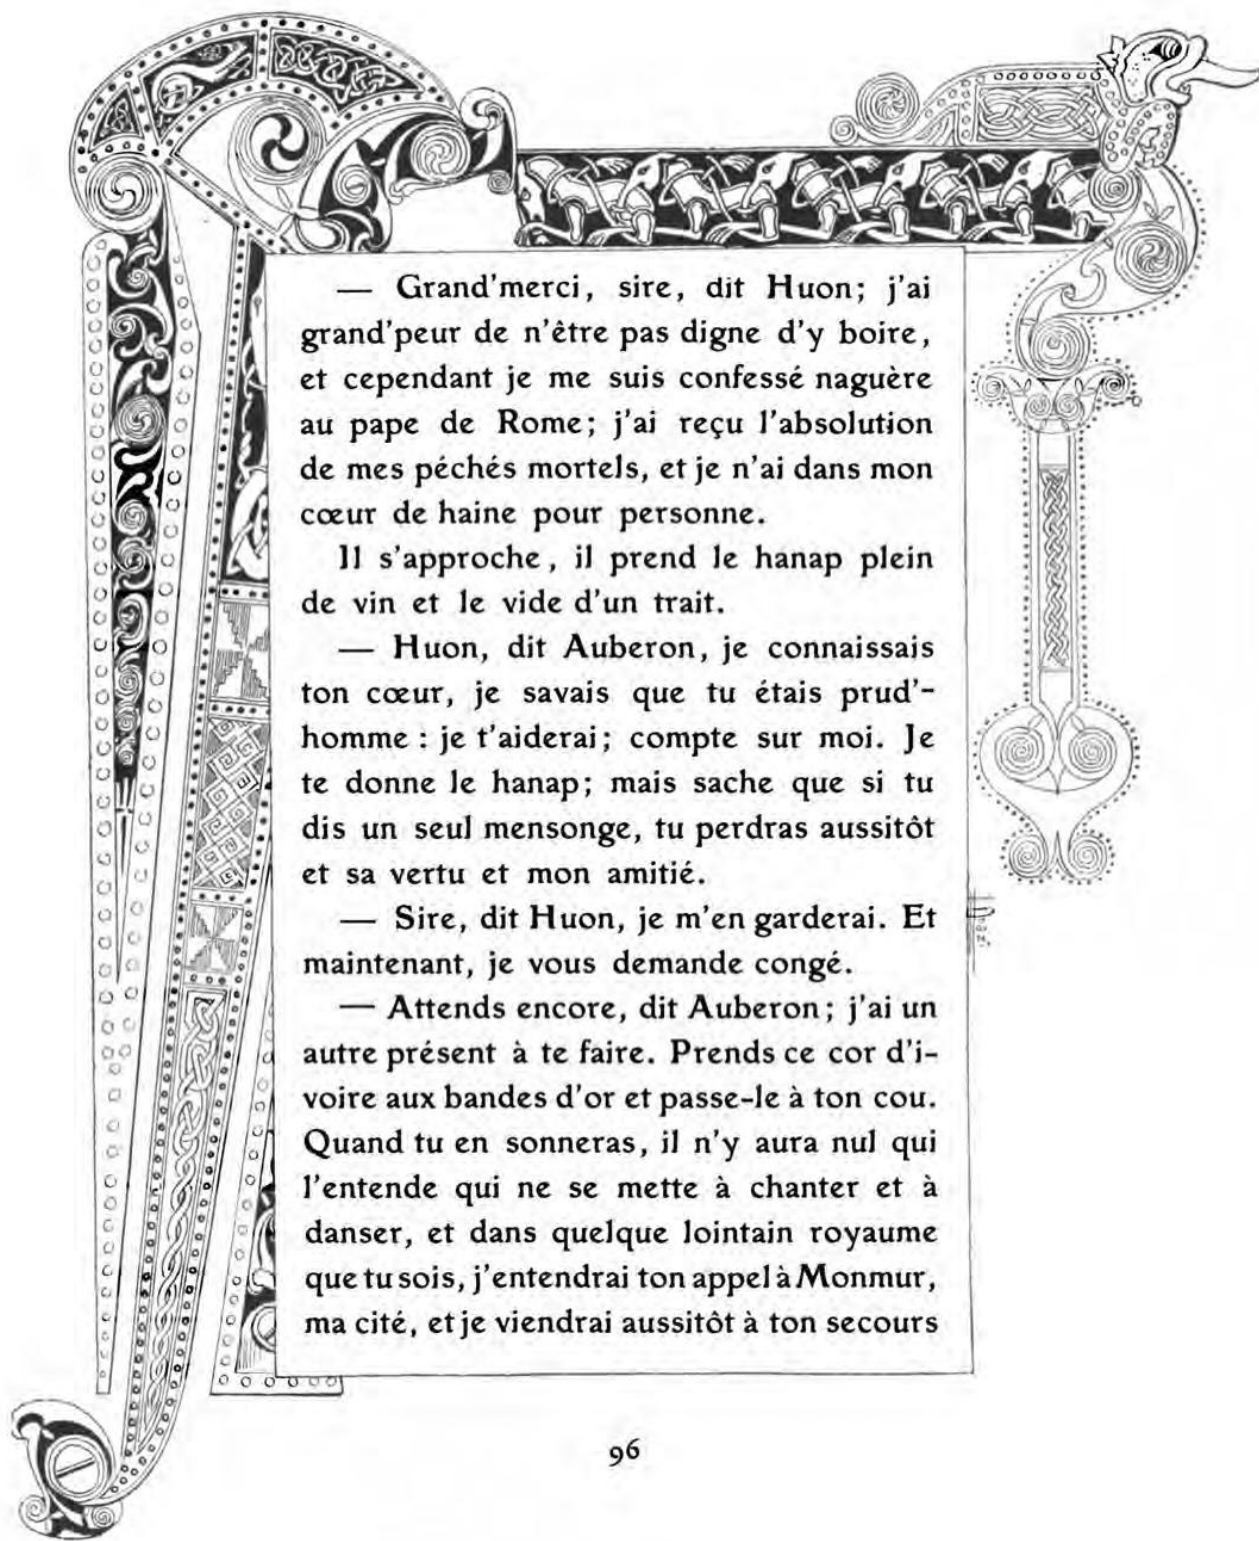 — Grand'merci, sire, dit Huon; j'ai
grand'peur de n'être pas digne d'y boire,
et cependant je me suis confessé naguère
au pape de Rome; j'ai reçu l'absolution
de mes péchés mortels, et je n'ai dans mon
cœur de haine pour personne.
Il s'approche, il prend le hanap plein
de vin et le vide d'un trait.
— Huon, dit Auberon, je connaissais
ton cœur, je savais que tu étais prud'-
homme : je t'aiderai; compte sur moi. Je
te donne le hanap; mais sache que si tu
dis un seul mensonge, tu perdras aussitôt
et sa vertu et mon amitié.
— Sire, dit Huon, je m'en garderai. Et
maintenant, je vous demande congé.
— Attends encore, dit Auberon; j'ai un
autre présent à te faire. Prends ce cor d'i-
voire aux bandes d'or et passe-le à ton cou.
Quand tu en sonneras, il n'y aura nul qui
l'entende qui ne se mette à chanter et à
danser, et dans quelque lointain royaume
que tu sois, j'entendrai ton appel à Monmur,
ma cité, et je viendrai aussitôt à ton secours
96